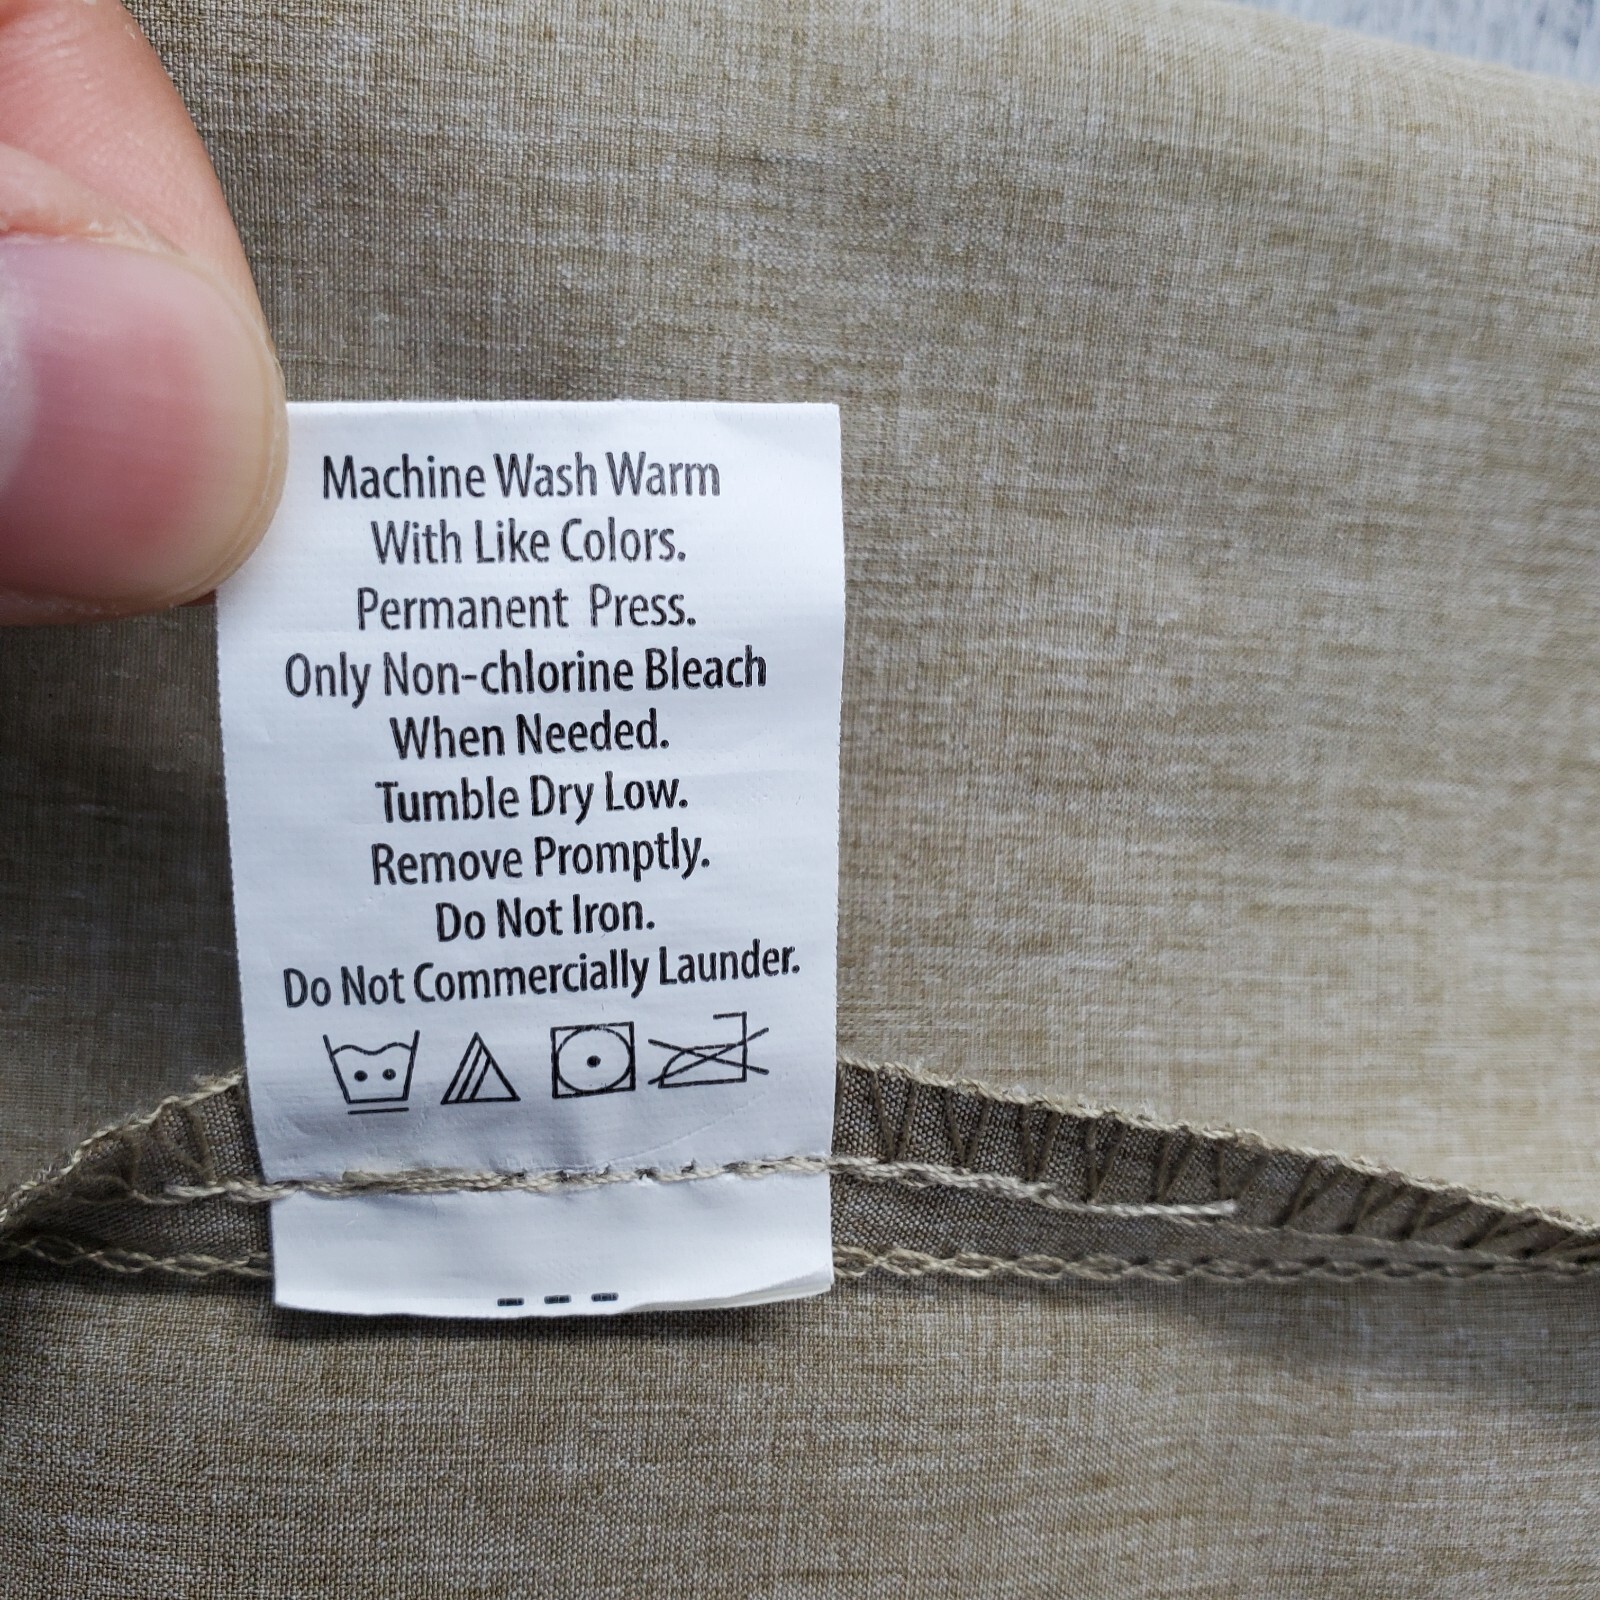 Machine Wash Warm
With Like Colors.
Permanent Press.
Only Non-chlorine Bleach
When Needed.
Tumble Dry Low.
Remove Promptly.
Do Not Iron.
Do Not Commercially Launder.